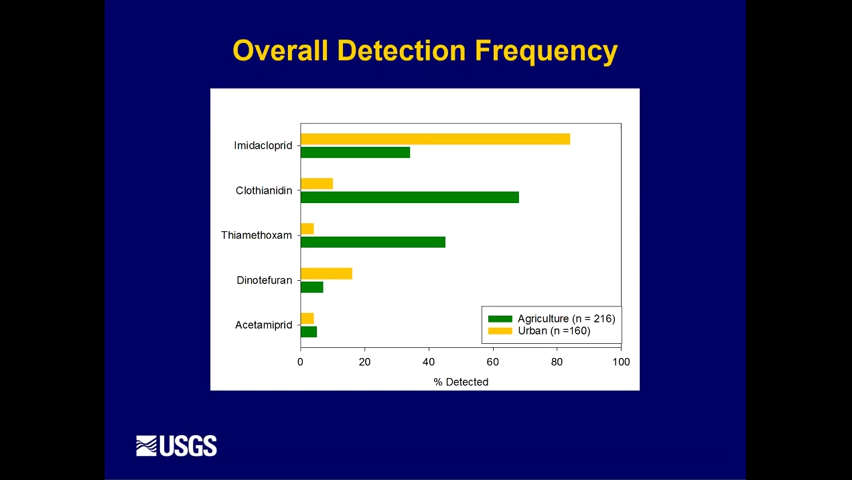 Overall Detection Frequency
Imidacloprid
Clothianidin
Thiamethoxam
Dinotefuran
Acetamiprid
Agriculture (n = 216)
Urban (n =160)
0 20 40 60 80 100
% Detected
USGS